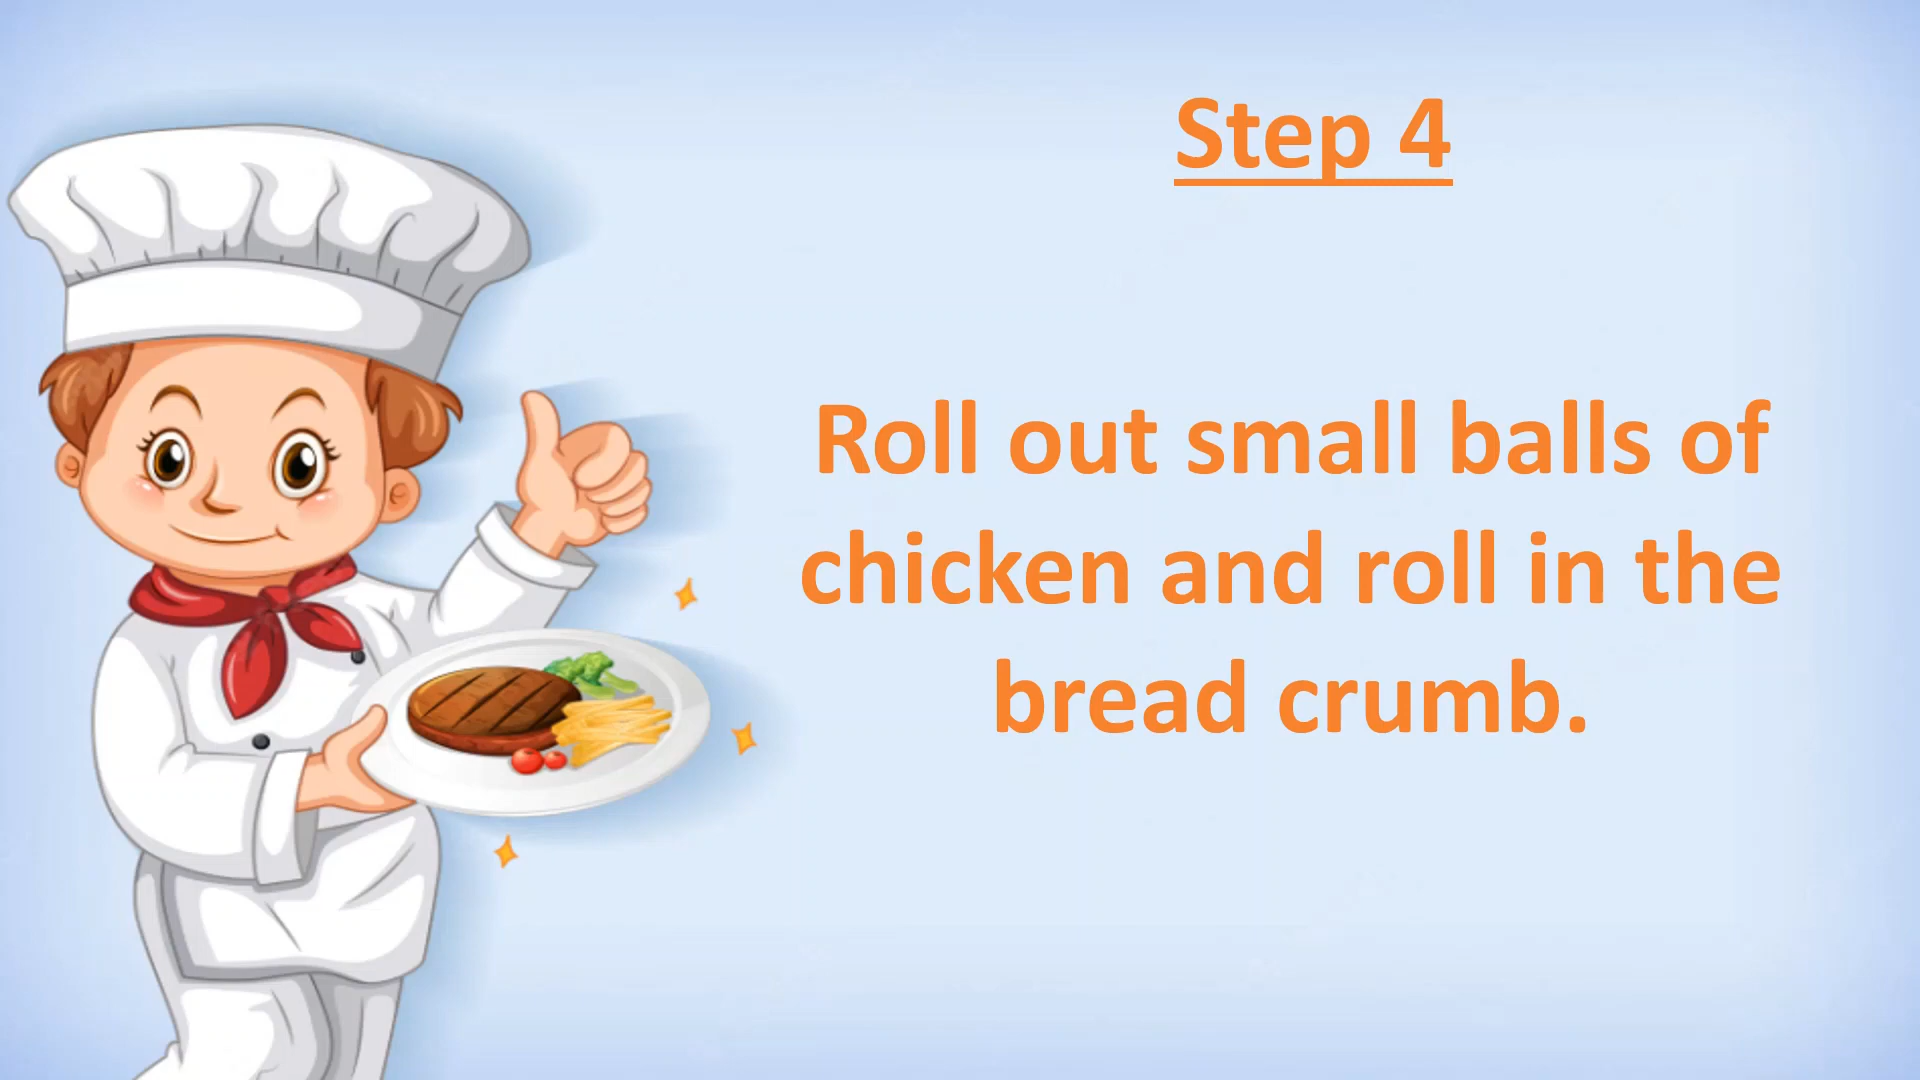 Step 4
Roll out small balls of
chicken and roll in the
bread crumb.